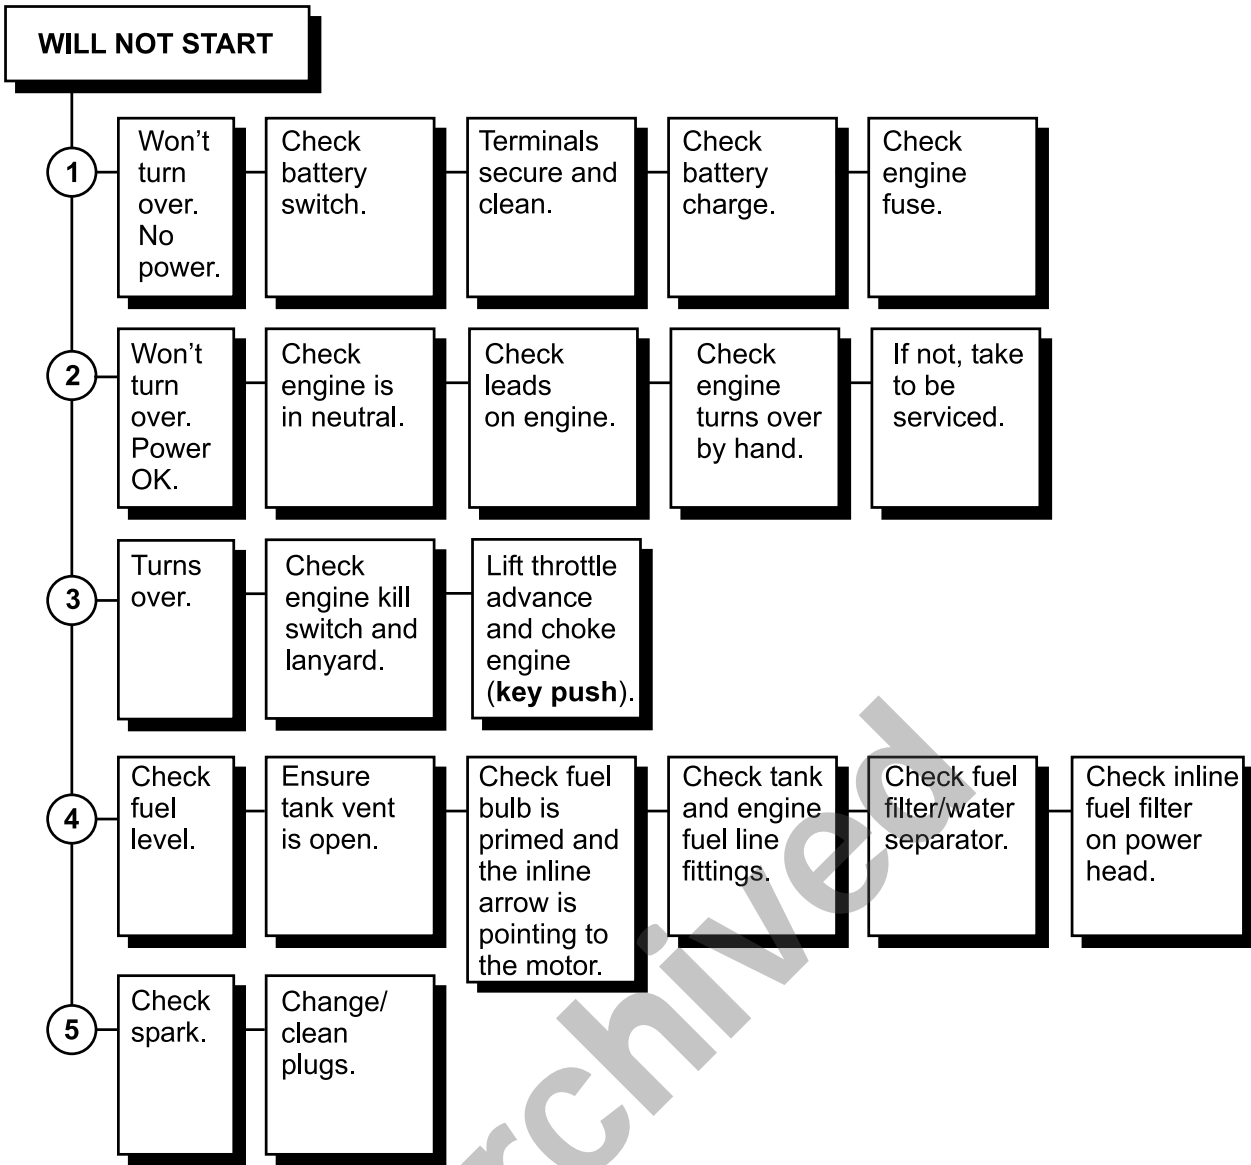 WILL NOT START
1
Won't
turn
over.
No
power.
Check
battery
switch.
Terminals
secure and
clean.
Check
battery
charge.
Check
engine
fuse.
2
Won't
turn
over.
Power
OK.
Check
engine is
in neutral.
Check
leads
on engine.
Check
engine
turns over
by hand.
If not, take
to be
serviced.
3
Turns
over.
Check
engine kill
switch and
lanyard.
Lift throttle
advance
and choke
engine
(key push).
4
Check
fuel
level.
Ensure
tank vent
is open.
Check fuel
bulb is
primed and
the inline
arrow is
pointing to
the motor.
Check tank
and engine
fuel line
fittings.
Check fuel
filter/water
separator.
Check inline
fuel filter
on power
head.
5
Check
spark.
Change/
clean
plugs.
rchived